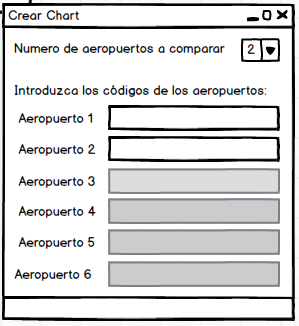 Crear Chart
Numero de aeropuertos a comparar 2
Introduzca los códigos de los aeropuertos:
Aeropuerto 1
Aeropuerto 2
Aeropuerto 3
Aeropuerto 4
Aeropuerto 5
Aeropuerto 6